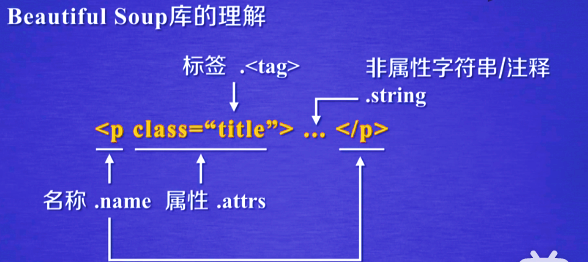 Beautiful Soup库的理解
标签 .<tag>
非属性字符串/注释
.string
<p class=“title”> ... </p>
名称 .name 属性 .attrs